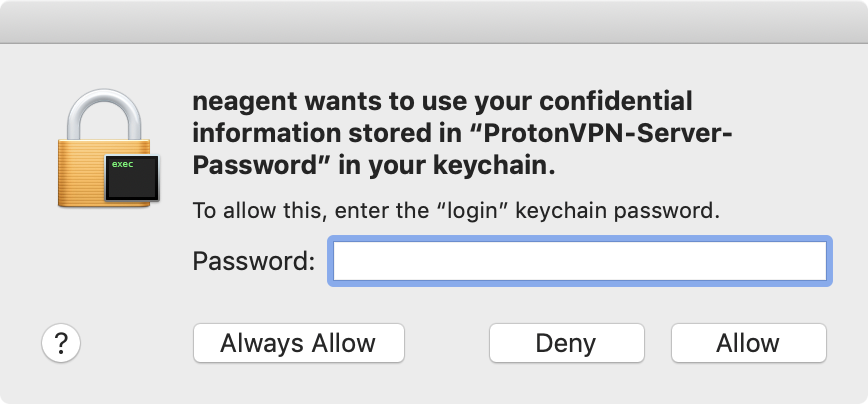 neagent wants to use your confidential
information stored in “ProtonVPN-Server-
Password” in your keychain.
exec
To allow this, enter the “login” keychain password.
Password:
?
Always Allow
Deny
Allow